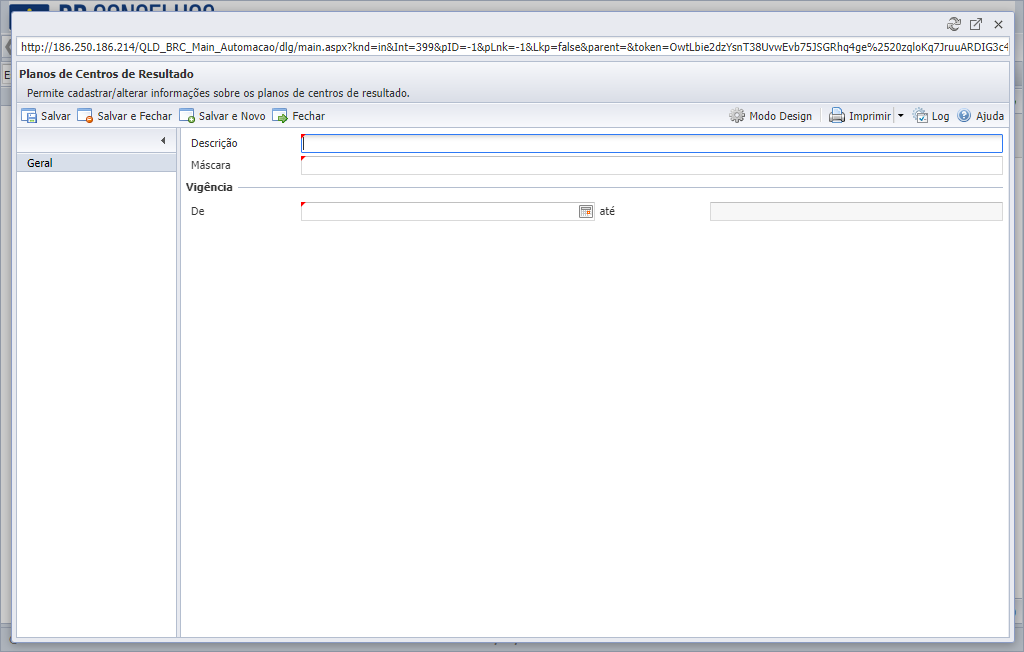 http://186.250.186.214/QLD_BRC_Main_Automacao/dlg/main.aspx?knd=in&Int=399&pID=-1&pLnk=-1&Lkp=false&parent=&token=OwtLbie2dzYsnT38UvwEvb75JSGRhq4ge%2520zqloKq7JruuARDIG3c4
Planos de Centros de Resultado
Permite cadastrar/alterar informações sobre os planos de centros de resultado.
Salvar Salvar e Fechar Salvar e Novo Fechar Modo Design Imprimir Log Ajuda
Geral
Descrição
Máscara
Vigência
De até